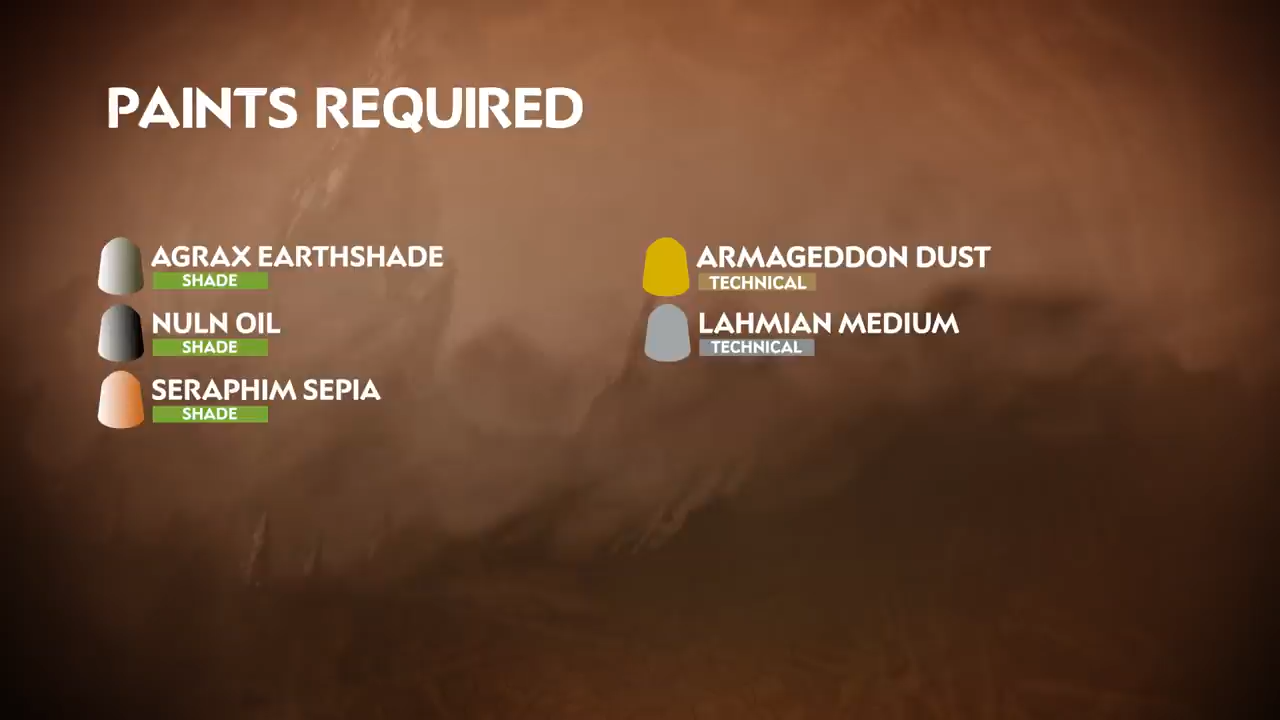 PAINTS REQUIRED
AGRAX EARTHSHADE
SHADE
NULN OIL
SHADE
SERAPHIM SEPIA
SHADE
ARMAGEDDON DUST
TECHNICAL
LAHMIAN MEDIUM
TECHNICAL